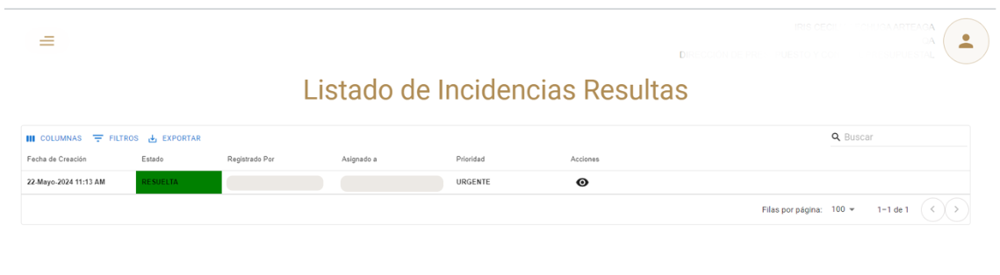 Listado de Incidencias Resultas
COLUMNAS FILTROS EXPORTAR Buscar
Fecha de Creación Estado Registrado Por Asignado a Prioridad Acciones
22-Mayo-2024 11:13 AM RESUELTA URGENTE
Filas por página: 100 1–1 de 1